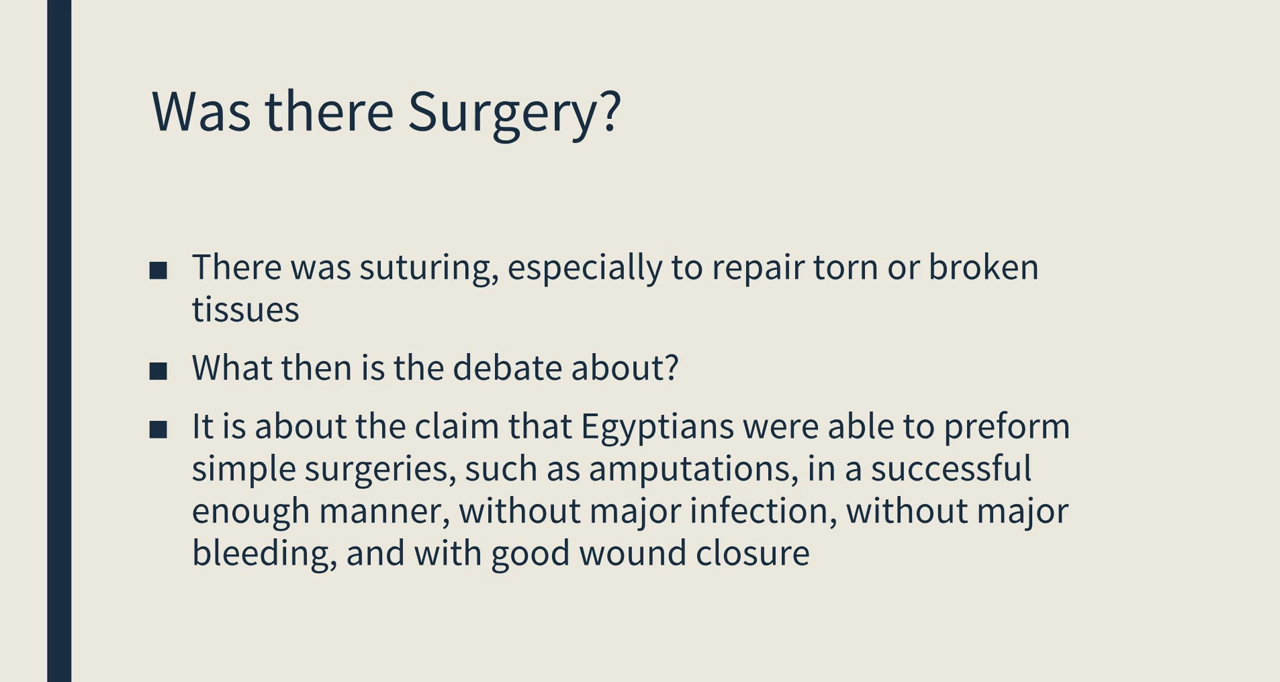 Was there Surgery?
■ There was suturing, especially to repair torn or broken
tissues
■ What then is the debate about?
■ It is about the claim that Egyptians were able to preform
simple surgeries, such as amputations, in a successful
enough manner, without major infection, without major
bleeding, and with good wound closure